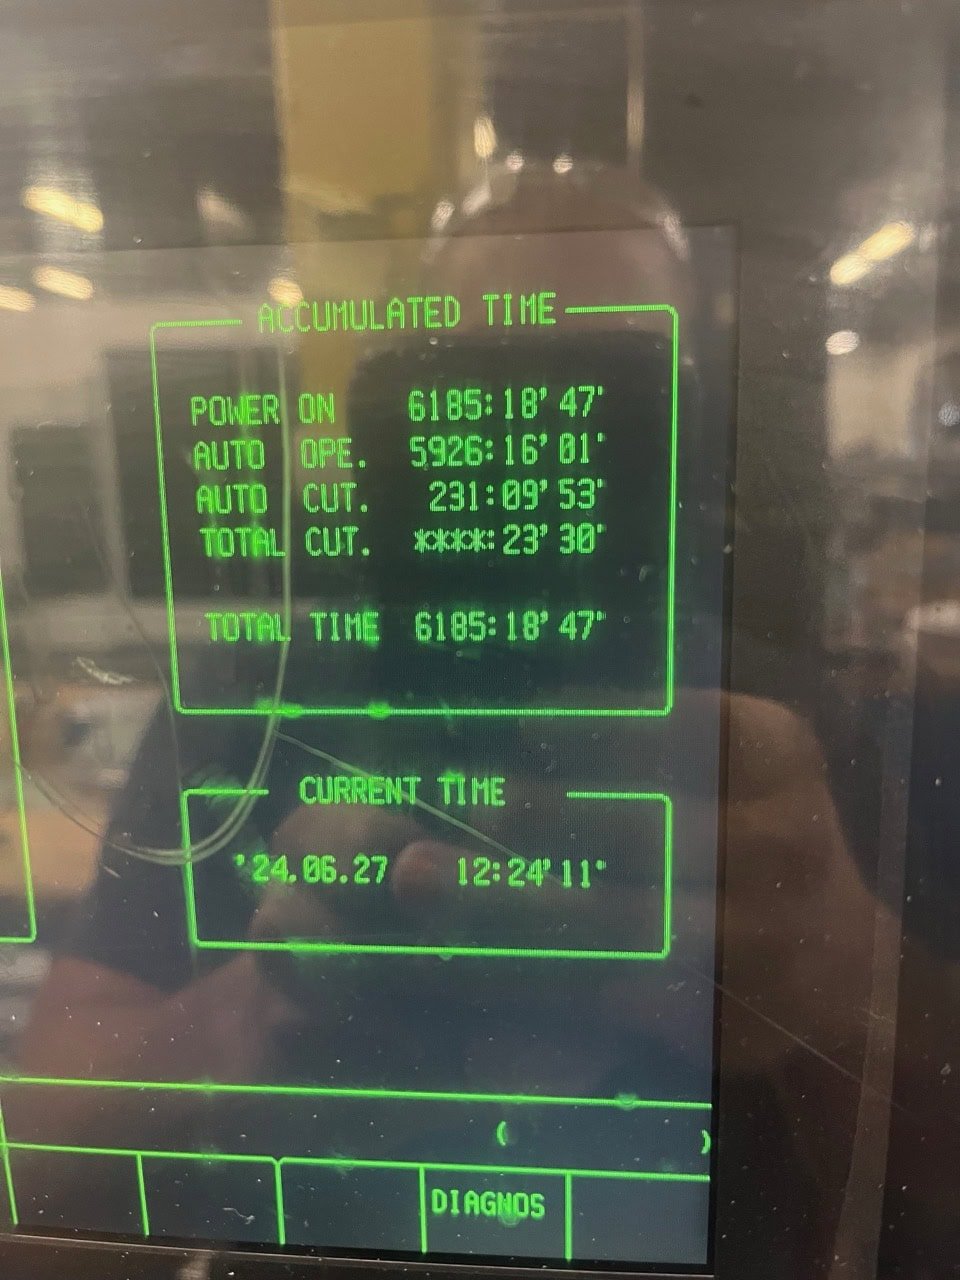 ACCUMULATED TIME
POWER ON 6185:18'47"
AUTO OPE. 5926:16'01"
AUTO CUT. 231:09'53"
TOTAL CUT. ****:23'30"
TOTAL TIME 6185:18'47"
CURRENT TIME
'24.06.27 12:24'11"
( )
DIAGNOS